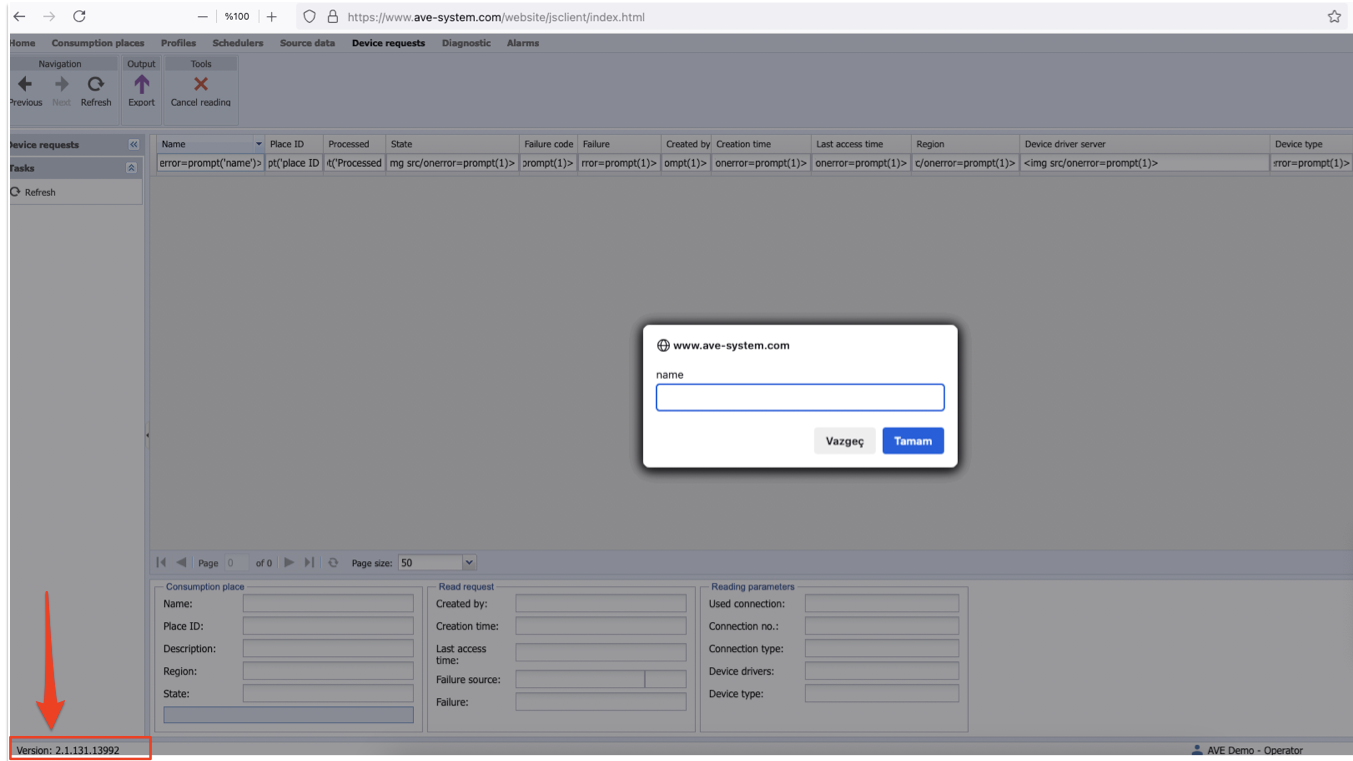 %100
https://www.ave-system.com/website/jsclient/index.html
Home Consumption places Profiles Schedulers Source data Device requests Diagnostic Alarms
Navigation Output Tools
Previous Next Refresh Export Cancel reading
Device requests
Tasks
Refresh
Name Place ID Processed State Failure code Failure Created by Creation time Last access time Region Device driver server Device type
error=prompt('name')> pt('place ID t('Processed mg src/onerror=prompt(1)> prompt(1)> rror=prompt(1)> ompt(1)> onerror=prompt(1)> onerror=prompt(1)> c/onerror=prompt(1)> <img src/onerror=prompt(1)> rror=prompt(1)>
www.ave-system.com
name
Vazgeç Tamam
Page 0 of 0 Page size: 50
Consumption place
Name:
Place ID:
Description:
Region:
State:
Read request
Created by:
Creation time:
Last access
time:
Failure source:
Failure:
Reading parameters
Used connection:
Connection no.:
Connection type:
Device drivers:
Device type:
Version: 2.1.131.13992
AVE Demo - Operator